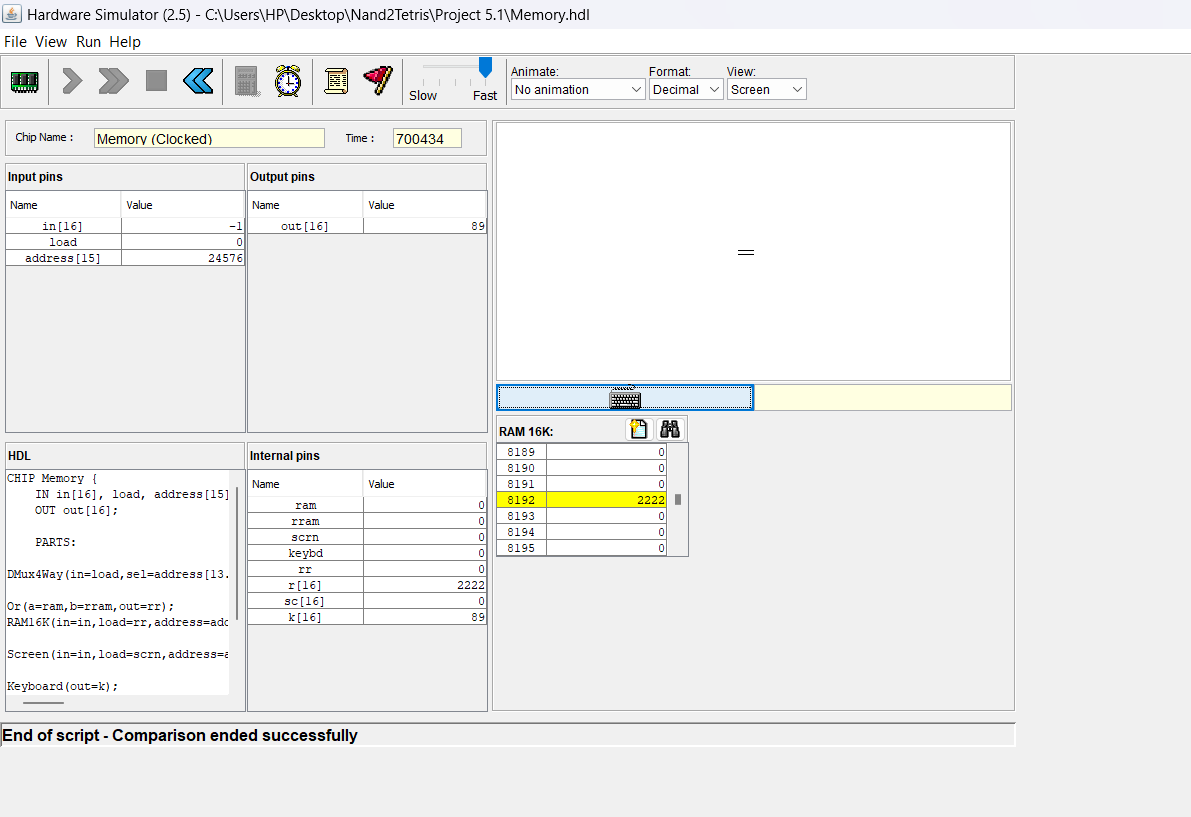 Hardware Simulator (2.5) - C:\Users\HP\Desktop\Nand2Tetris\Project 5.1\Memory.hdl
File View Run Help
Slow Fast
Animate: Format: View:
No animation Decimal Screen
Chip Name : Memory (Clocked) Time : 700434
Input pins
Name Value
in[16] -1
load 0
address[15] 24576
Output pins
Name Value
out[16] 89
HDL
CHIP Memory {
IN in[16], load, address[15]
OUT out[16];
PARTS:
DMux4Way(in=load,sel=address[13.
Or(a=ram,b=rram,out=rr);
RAM16K(in=in,load=rr,address=add
Screen(in=in,load=scrn,address=a
Keyboard(out=k);
Internal pins
Name Value
ram 0
rram 0
scrn 0
keybd 0
rr 0
r[16] 2222
sc[16] 0
k[16] 89
RAM 16K:
8189 0
8190 0
8191 0
8192 2222
8193 0
8194 0
8195 0
End of script - Comparison ended successfully